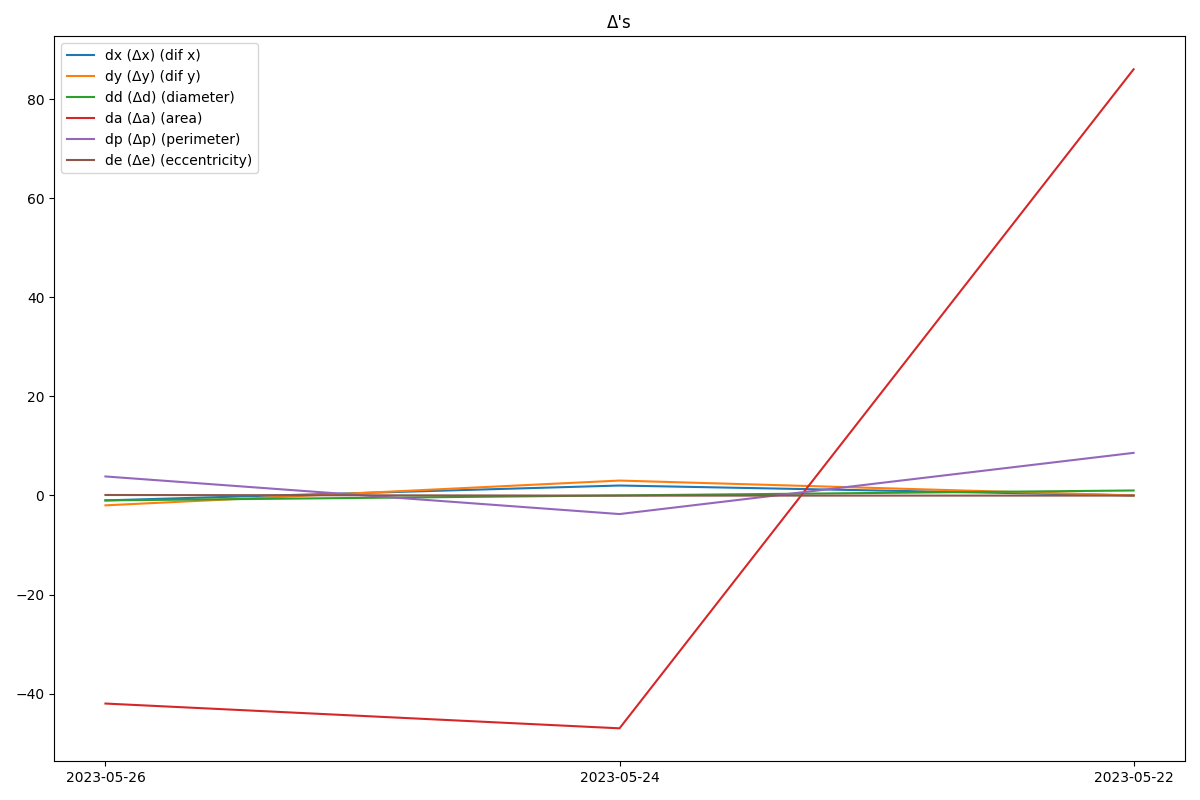 Δ's
dx (Δx) (dif x)
dy (Δy) (dif y)
dd (Δd) (diameter)
da (Δa) (area)
dp (Δp) (perimeter)
de (Δe) (eccentricity)
80
60
40
20
0
−20
−40
2023-05-26 2023-05-24 2023-05-22